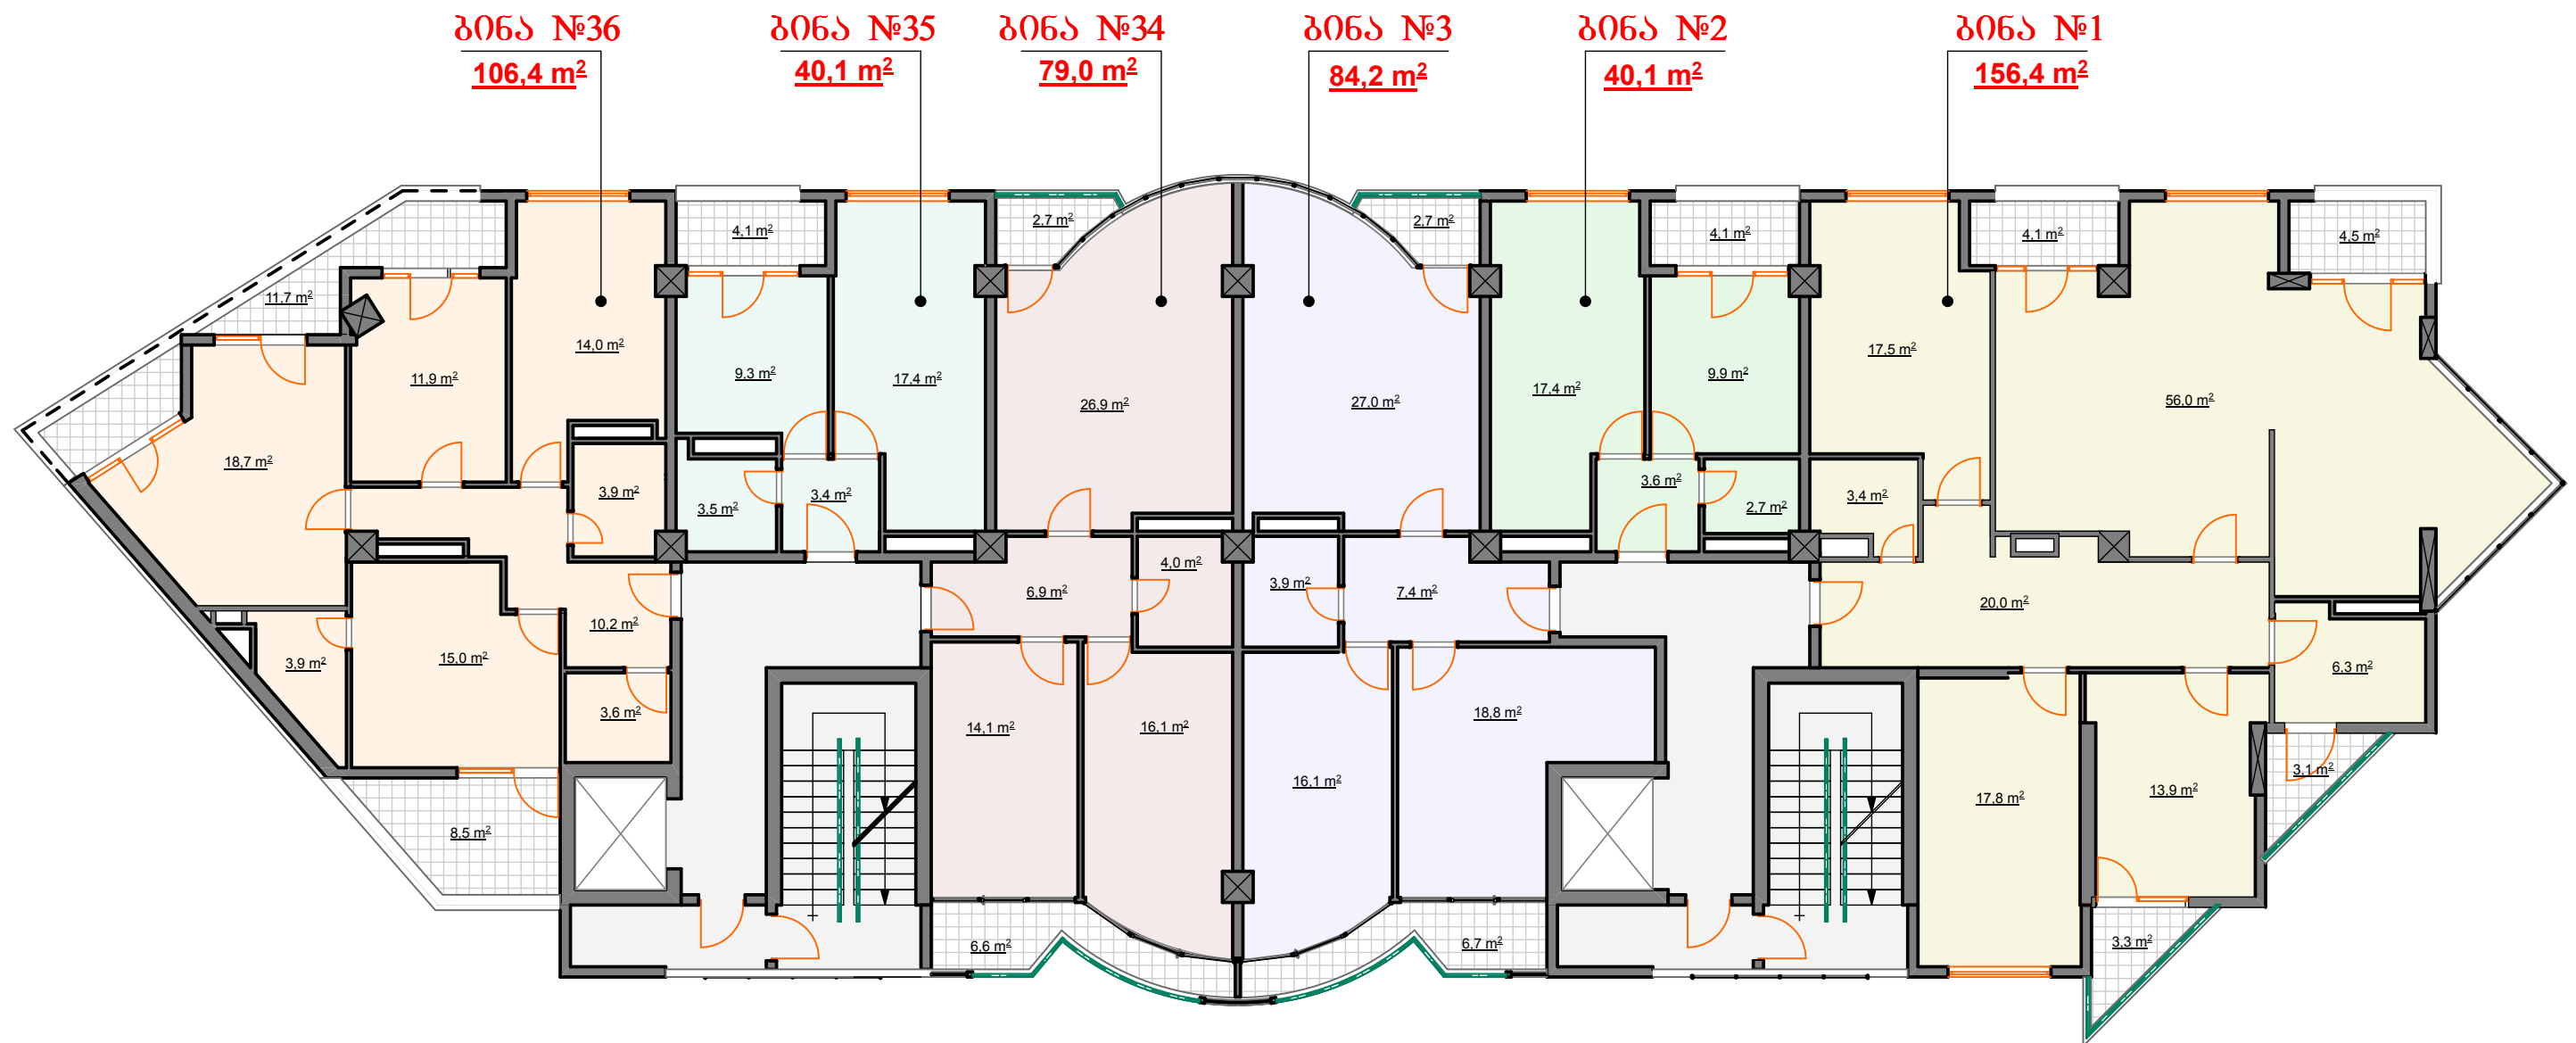 ბინა №36
106,4 m²
ბინა №35
40,1 m²
ბინა №34
79,0 m²
ბინა №3
84,2 m²
ბინა №2
40,1 m²
ბინა №1
156,4 m²
11,7 m²
18,7 m²
11,9 m²
14,0 m²
3,9 m²
10,2 m²
15,0 m²
3,9 m²
3,6 m²
8,5 m²
4,1 m²
9,3 m²
17,4 m²
3,5 m²
3,4 m²
2,7 m²
26,9 m²
6,9 m²
4,0 m²
14,1 m²
16,1 m²
6,6 m²
2,7 m²
27,0 m²
3,9 m²
7,4 m²
16,1 m²
18,8 m²
6,7 m²
17,4 m²
4,1 m²
9,9 m²
3,6 m²
2,7 m²
17,5 m²
4,1 m²
4,5 m²
56,0 m²
3,4 m²
20,0 m²
6,3 m²
17,8 m²
13,9 m²
3,1 m²
3,3 m²